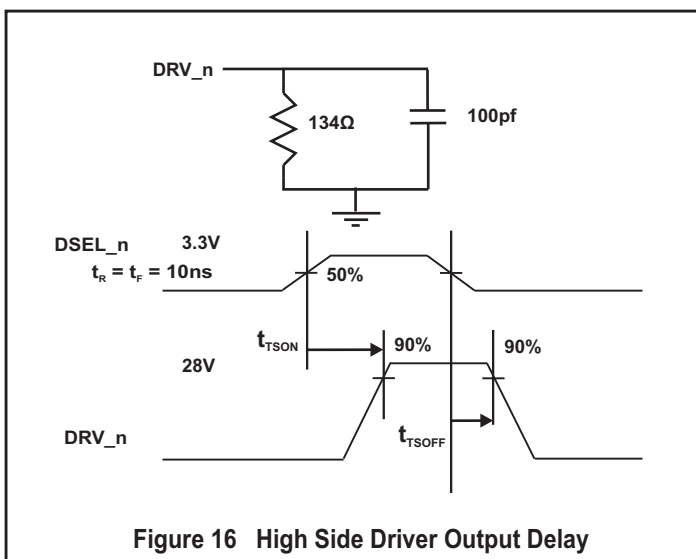 DRV_n
134Ω
100pf
DSEL_n 3.3V
t_R = t_F = 10ns
50%
t_TSON
90%
90%
28V
t_TSOFF
DRV_n
Figure 16 High Side Driver Output Delay